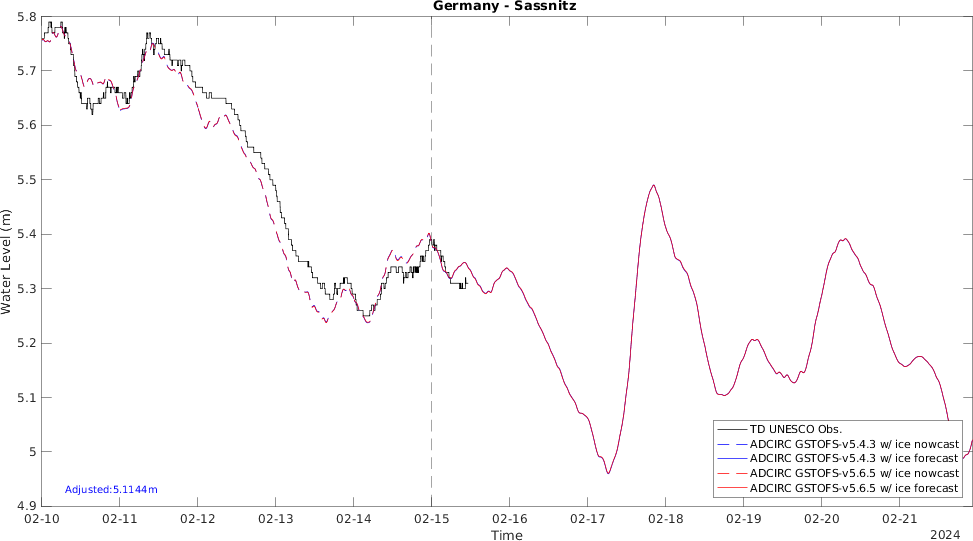 Germany - Sassnitz
5.8
5.7
5.6
5.5
5.4
5.3
5.2
5.1
5
4.9
Water Level (m)
Adjusted:5.1144m
TD UNESCO Obs.
ADCIRC GSTOFS-v5.4.3 w/ ice nowcast
ADCIRC GSTOFS-v5.4.3 w/ ice forecast
ADCIRC GSTOFS-v5.6.5 w/ ice nowcast
ADCIRC GSTOFS-v5.6.5 w/ ice forecast
02-10 02-11 02-12 02-13 02-14 02-15 02-16 02-17 02-18 02-19 02-20 02-21
Time
2024